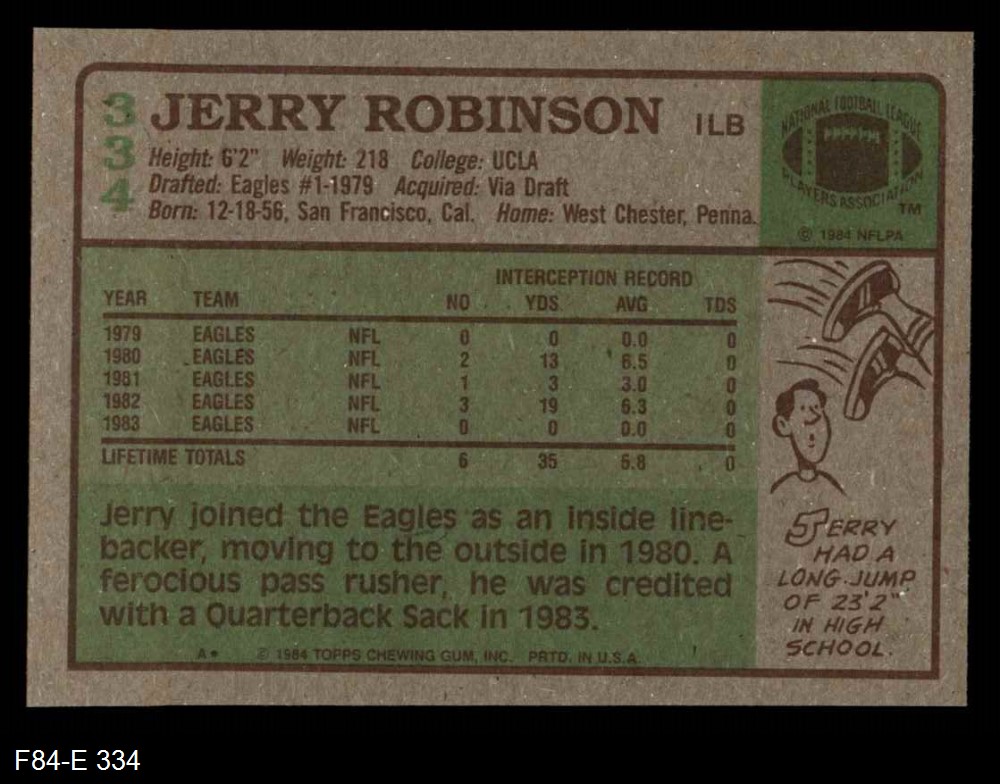 334 JERRY ROBINSON ILB
Height: 6'2" Weight: 218 College: UCLA
Drafted: Eagles #1-1979 Acquired: Via Draft
Born: 12-18-56, San Francisco, Cal. Home: West Chester, Penna.
NATIONAL FOOTBALL LEAGUE
PLAYERS ASSOCIATION
TM
© 1984 NFLPA
INTERCEPTION RECORD
YEAR TEAM NO YDS AVG TDS
1979 EAGLES NFL 0 0 0.0 0
1980 EAGLES NFL 2 13 6.5 0
1981 EAGLES NFL 1 3 3.0 0
1982 EAGLES NFL 3 19 6.3 0
1983 EAGLES NFL 0 0 0.0 0
LIFETIME TOTALS 6 35 5.8 0
Jerry joined the Eagles as an inside line-
backer, moving to the outside in 1980. A
ferocious pass rusher, he was credited
with a Quarterback Sack in 1983.
A* © 1984 TOPPS CHEWING GUM, INC. PRTD. IN U.S.A.
JERRY
HAD A
LONG JUMP
OF 23'2"
IN HIGH
SCHOOL.
F84-E 334